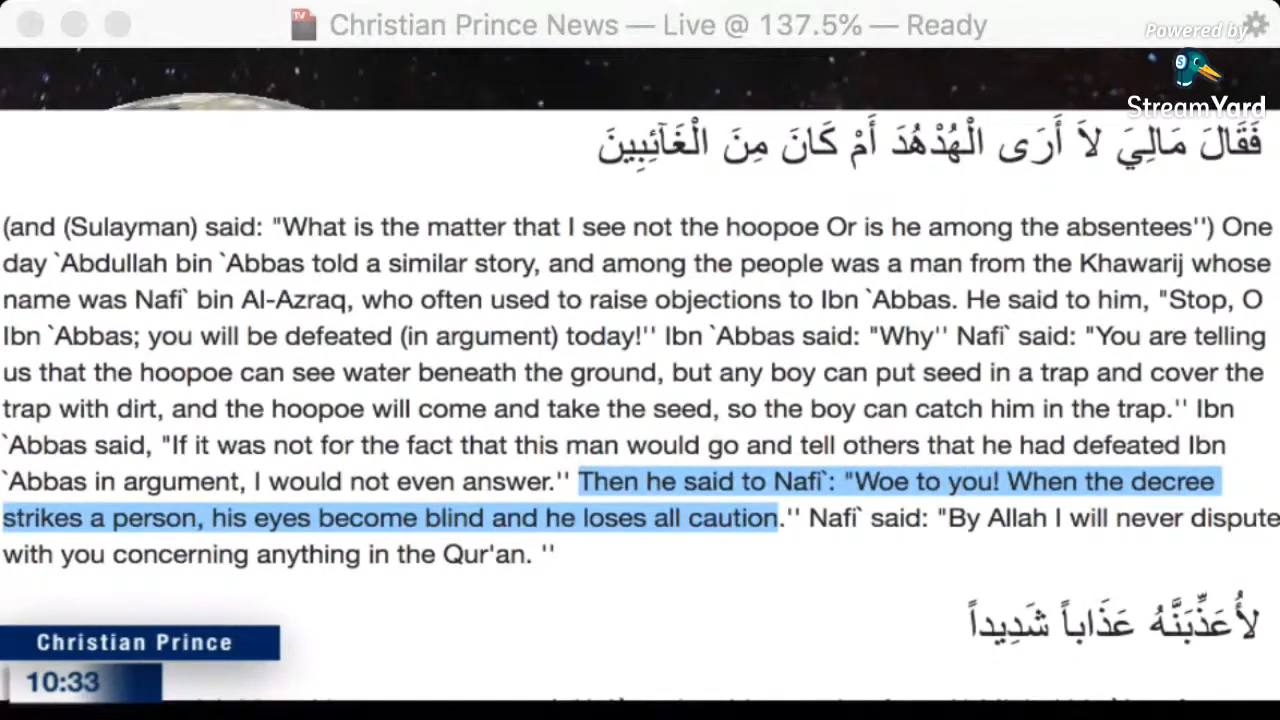 Christian Prince News — Live @ 137.5% — Ready
Powered by
StreamYard
فَقَالَ مَالِيَ لاَ أَرَى الْهُدْهُدَ أَمْ كَانَ مِنَ الْغَآئِبِينَ
(and (Sulayman) said: "What is the matter that I see not the hoopoe Or is he among the absentees'') One
day `Abdullah bin `Abbas told a similar story, and among the people was a man from the Khawarij whose
name was Nafi` bin Al-Azraq, who often used to raise objections to Ibn `Abbas. He said to him, "Stop, O
Ibn `Abbas; you will be defeated (in argument) today!'' Ibn `Abbas said: "Why'' Nafi` said: "You are telling
us that the hoopoe can see water beneath the ground, but any boy can put seed in a trap and cover the
trap with dirt, and the hoopoe will come and take the seed, so the boy can catch him in the trap.'' Ibn
`Abbas said, "If it was not for the fact that this man would go and tell others that he had defeated Ibn
`Abbas in argument, I would not even answer.'' Then he said to Nafi`: "Woe to you! When the decree
strikes a person, his eyes become blind and he loses all caution.'' Nafi` said: "By Allah I will never dispute
with you concerning anything in the Qur'an. ''
لأُعَذِّبَنَّهُ عَذَاباً شَدِيداً
Christian Prince
10:33